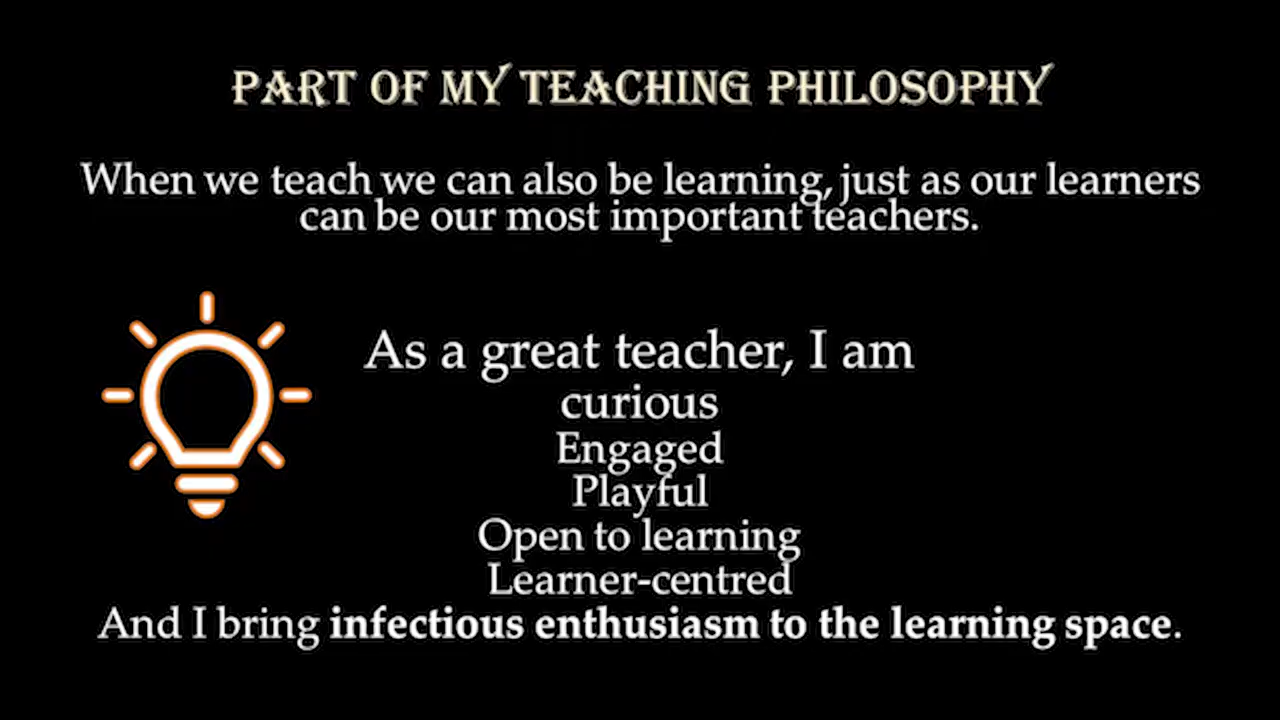 PART OF MY TEACHING PHILOSOPHY
When we teach we can also be learning, just as our learners
can be our most important teachers.
As a great teacher, I am
curious
Engaged
Playful
Open to learning
Learner-centred
And I bring infectious enthusiasm to the learning space.